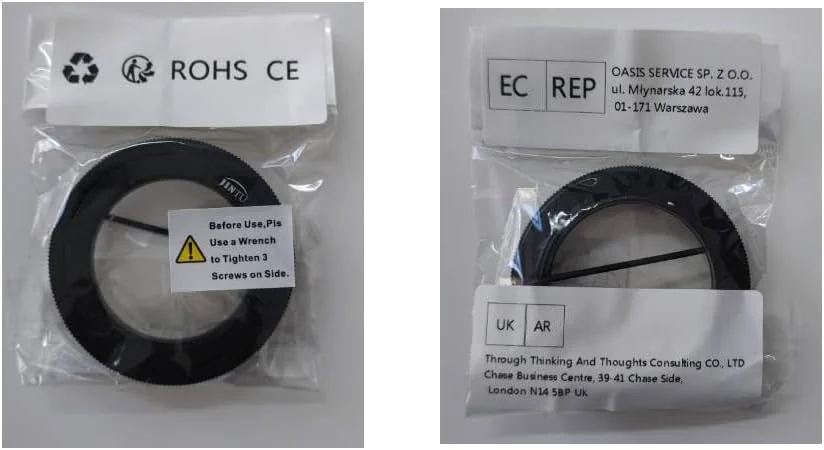 ROHS CE
JINTU
Before Use,Pls
Use a Wrench
to Tighten 3
Screws on Side.
EC REP
OASIS SERVICE SP. Z O.O.
ul. Młynarska 42 lok.115,
01-171 Warszawa
UK AR
Through Thinking And Thoughts Consulting CO., LTD
Chase Business Centre, 39-41 Chase Side,
London N14 5BP Uk